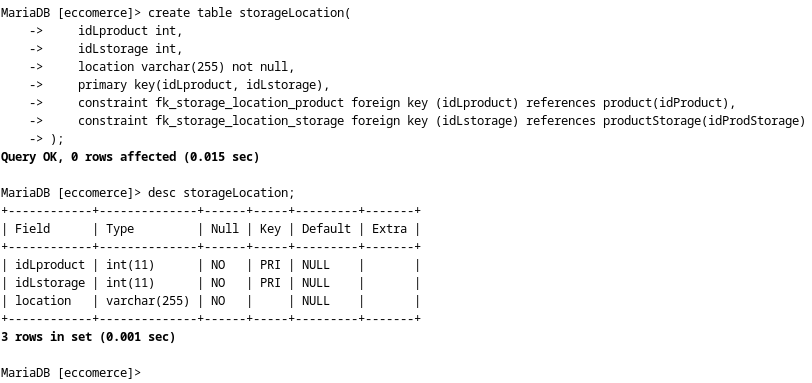 MariaDB [eccomerce]> create table storageLocation(
    ->     idLproduct int,
    ->     idLstorage int,
    ->     location varchar(255) not null,
    ->     primary key(idLproduct, idLstorage),
    ->     constraint fk_storage_location_product foreign key (idLproduct) references product(idProduct),
    ->     constraint fk_storage_location_storage foreign key (idLstorage) references productStorage(idProdStorage)
    -> );
Query OK, 0 rows affected (0.015 sec)

MariaDB [eccomerce]> desc storageLocation;
+------------+--------------+------+-----+---------+-------+
| Field      | Type         | Null | Key | Default | Extra |
+------------+--------------+------+-----+---------+-------+
| idLproduct | int(11)      | NO   | PRI | NULL    |       |
| idLstorage | int(11)      | NO   | PRI | NULL    |       |
| location   | varchar(255) | NO   |     | NULL    |       |
+------------+--------------+------+-----+---------+-------+
3 rows in set (0.001 sec)

MariaDB [eccomerce]>